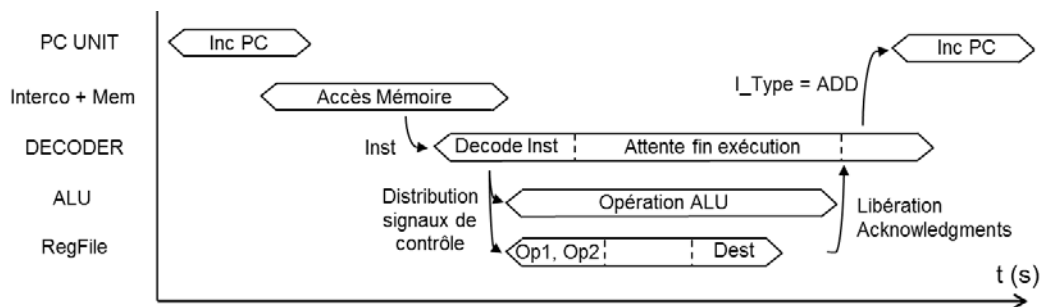 PC UNIT
Inc PC
Inc PC
I_Type = ADD
Interco + Mem
Accès Mémoire
DECODER
Inst
Decode Inst
Attente fin exécution
ALU
Distribution
signaux de
contrôle
Opération ALU
Libération
Acknowledgments
RegFile
Op1, Op2
Dest
t (s)